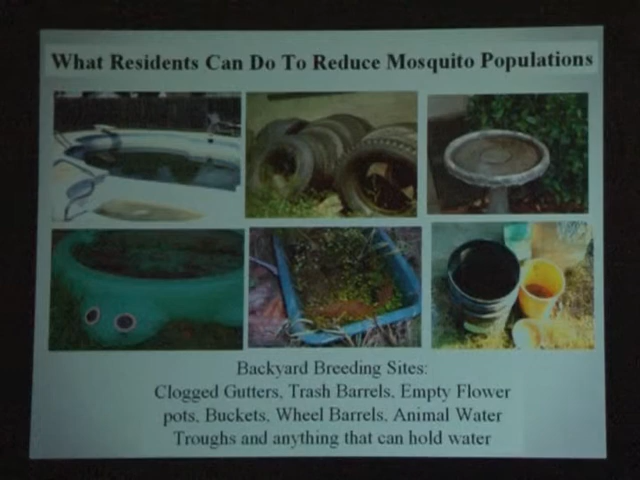 What Residents Can Do To Reduce Mosquito Populations
Backyard Breeding Sites:
Clogged Gutters, Trash Barrels, Empty Flower
pots, Buckets, Wheel Barrels, Animal Water
Troughs and anything that can hold water